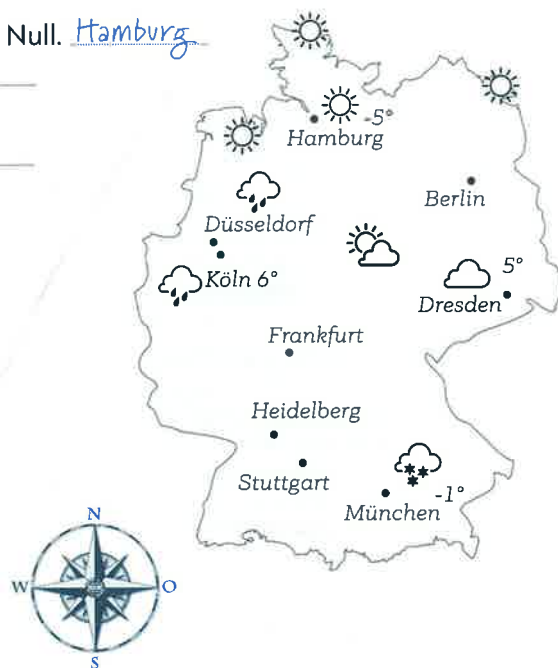 Null. Hamburg
-5°
Hamburg
Berlin
Düsseldorf
Köln 6°
5°
Dresden
Frankfurt
Heidelberg
Stuttgart
-1°
München
N
W O
S